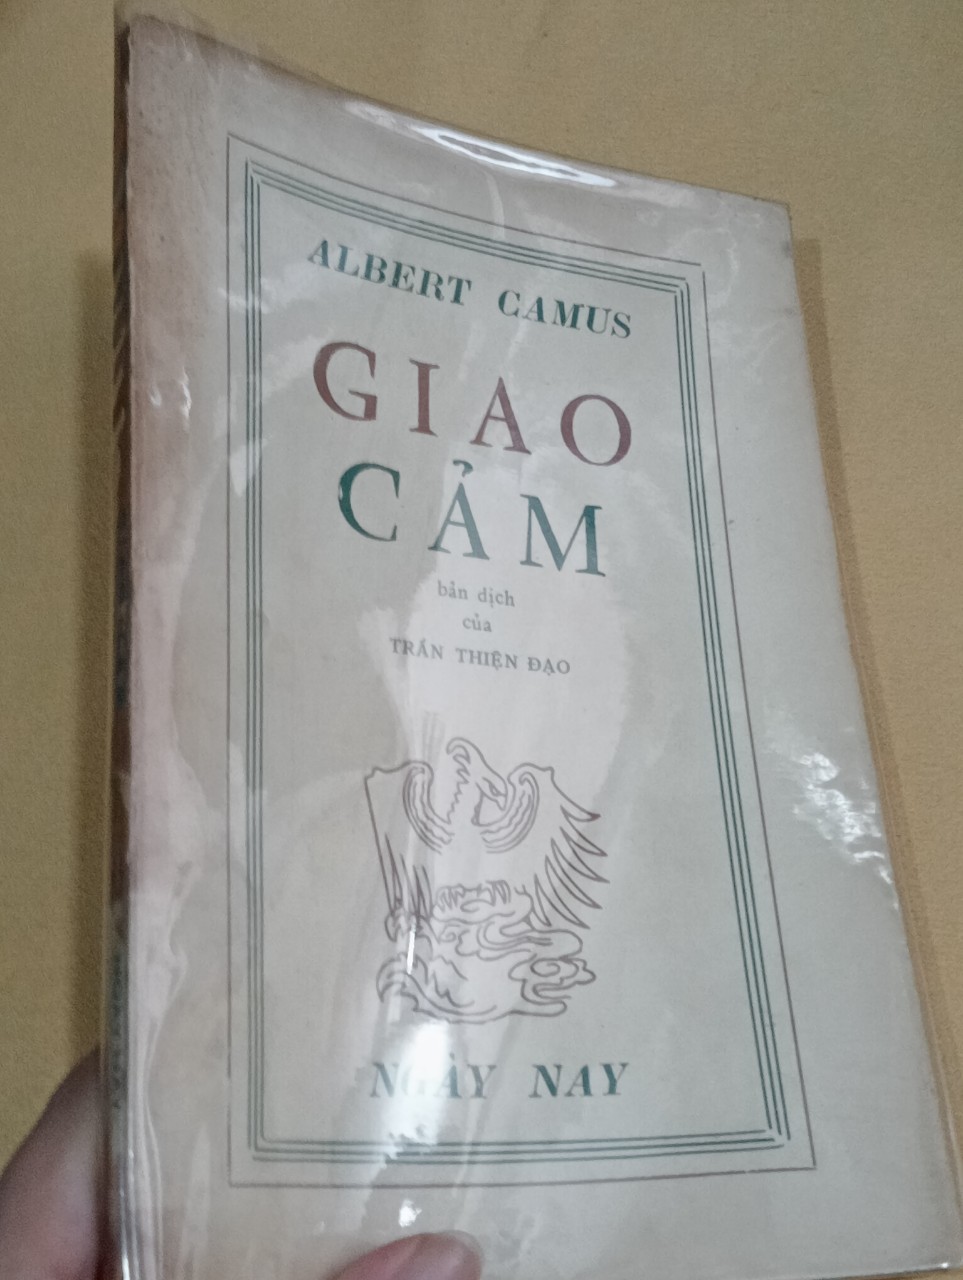 ALBERT CAMUS
GIAO
CẢM
bản dịch
của
TRẦN THIỆN ĐẠO
NGÀY NAY